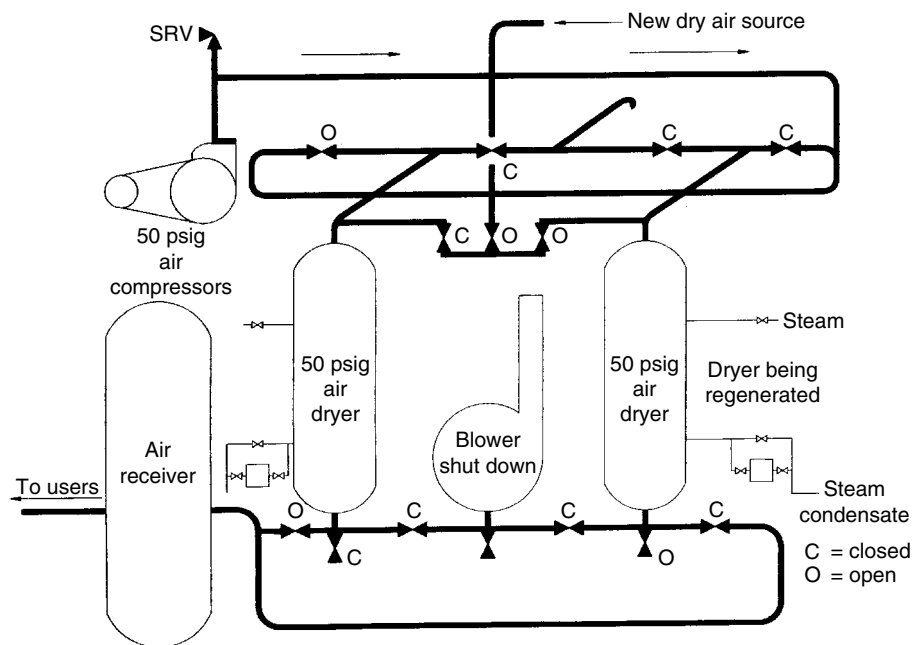 New dry air source
SRV
O
C
C
C
C
O
O
50 psig
air
compressors
Steam
50 psig
air
dryer
50 psig
air
dryer
Dryer being
regenerated
Blower
shut down
Air
receiver
To users
Steam
condensate
O
C
C
C
C
O
C = closed
O = open